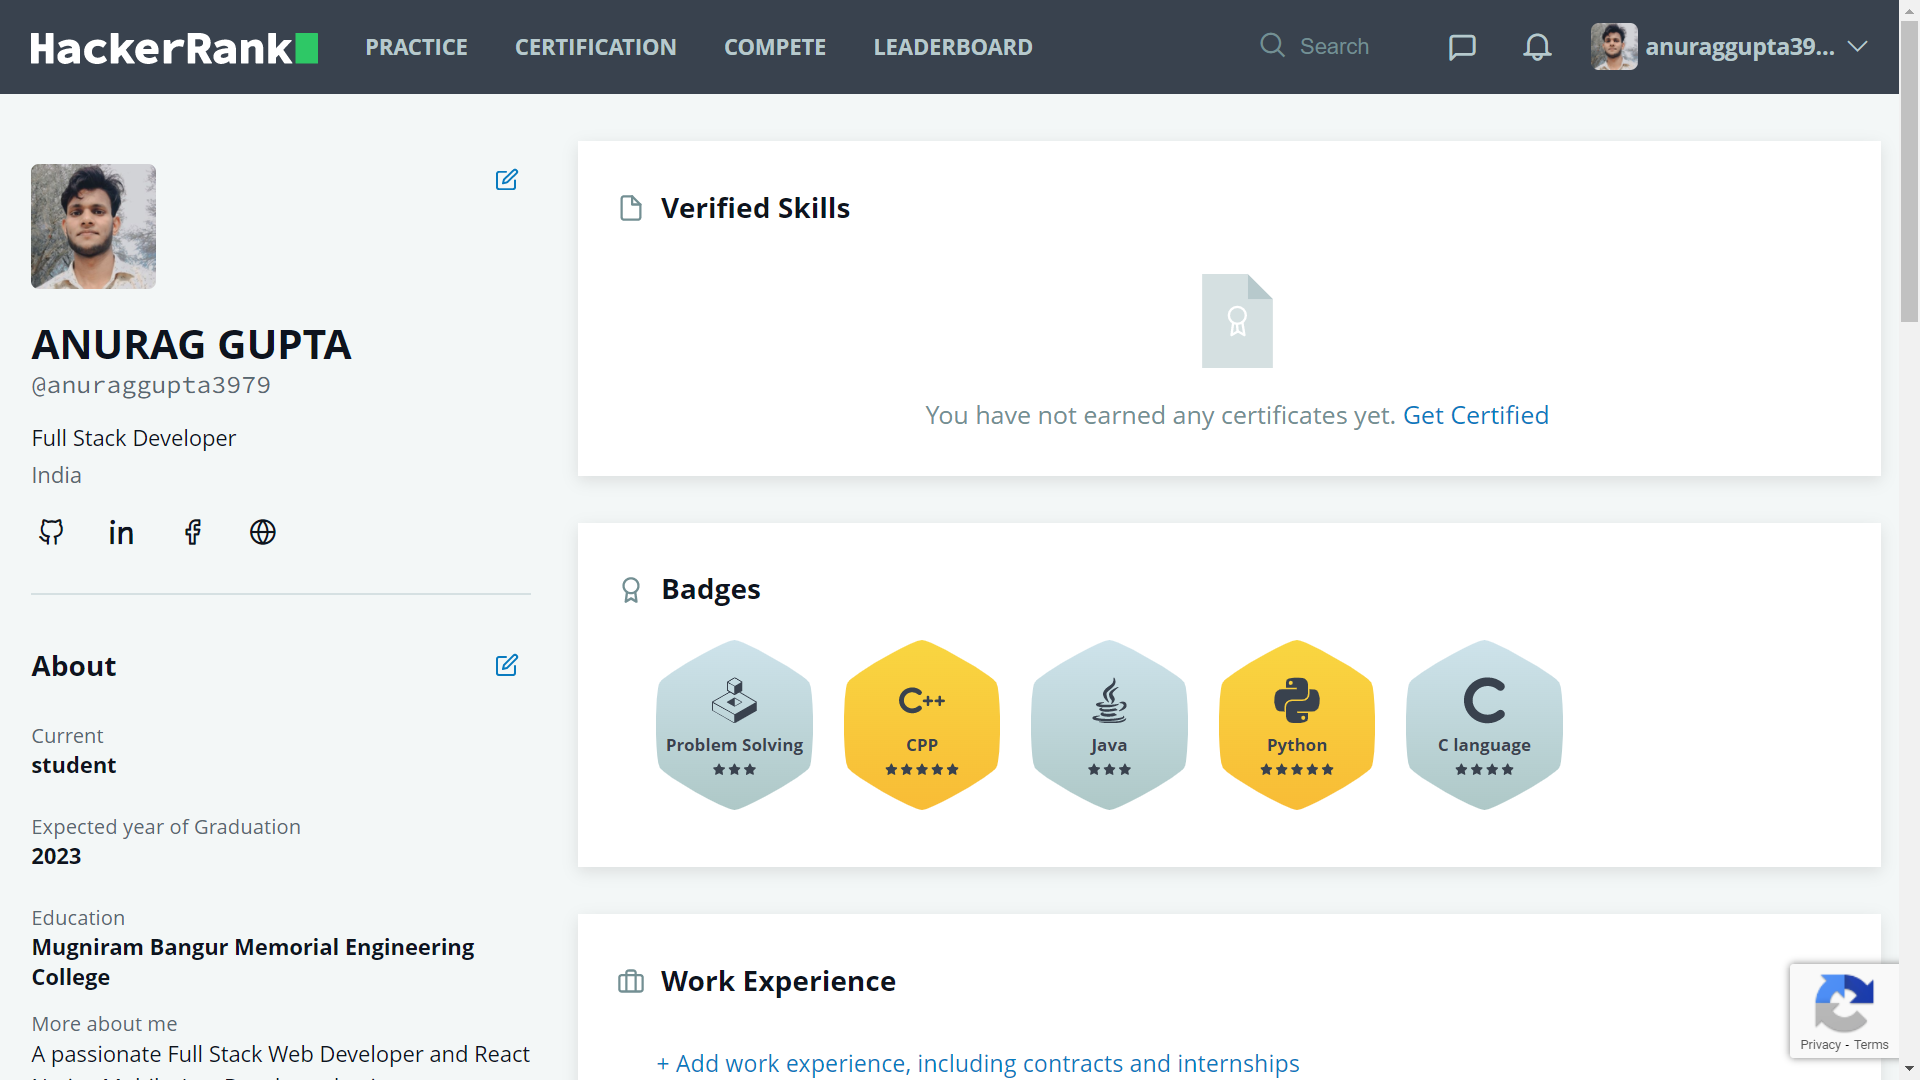 HackerRank
PRACTICE
CERTIFICATION
COMPETE
LEADERBOARD
Search
anuraggupta39...
ANURAG GUPTA
@anuraggupta3979
Full Stack Developer
India
in
About
Current
student
Expected year of Graduation
2023
Education
Mugniram Bangur Memorial Engineering
College
More about me
A passionate Full Stack Web Developer and React
Verified Skills
You have not earned any certificates yet. Get Certified
Badges
Problem Solving
C++
CPP
Java
Python
C
C language
Work Experience
+ Add work experience, including contracts and internships
Privacy - Terms